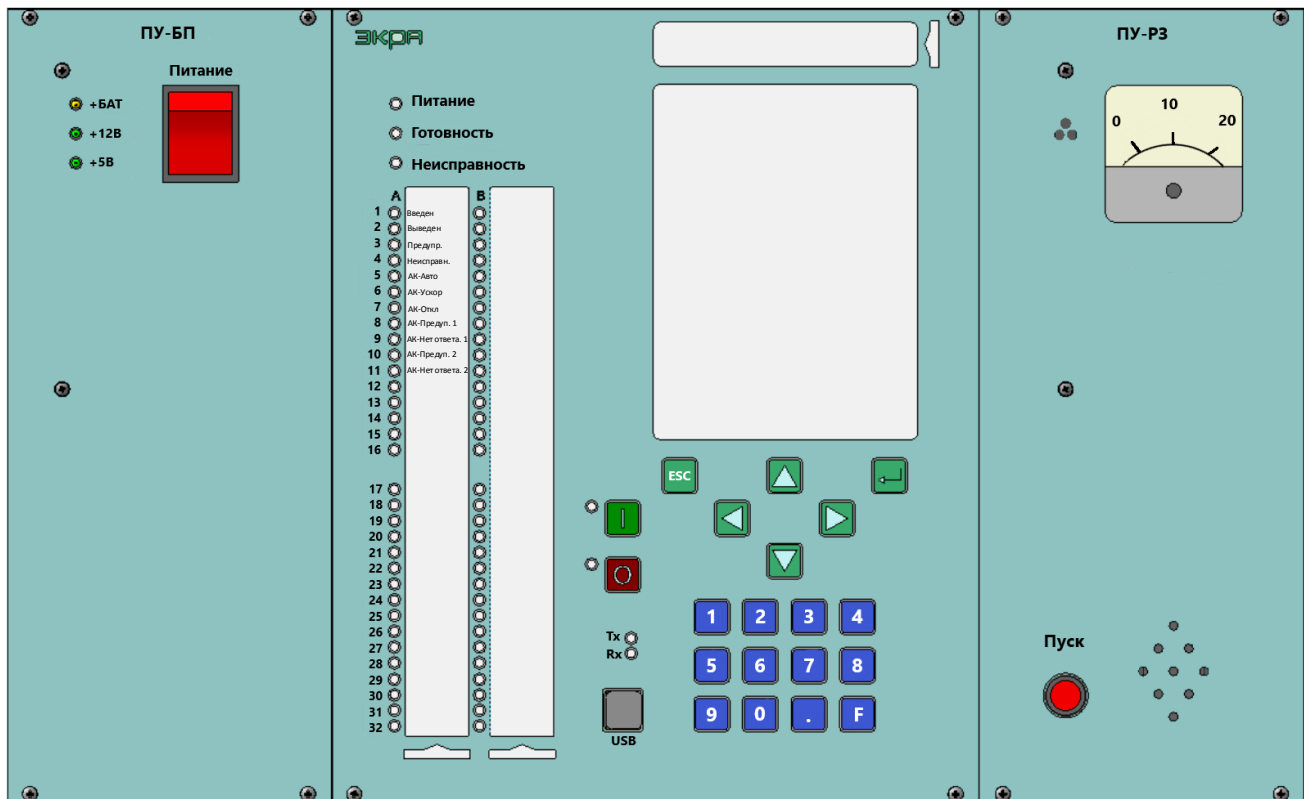 ПУ-БП
Питание
+БАТ
+12В
+5В
ЭКРА
Питание
Готовность
Неисправность
А В
1 Введен
2 Выведен
3 Предупр.
4 Неисправн.
5 АК-Авто
6 АК-Ускор
7 АК-Откл
8 АК-Предуп. 1
9 АК-Нет ответа. 1
10 АК-Предуп. 2
11 АК-Нет ответа. 2
12
13
14
15
16
17
18
19
20
21
22
23
24
25
26
27
28
29
30
31
32
ESC
I
O
Tx
Rx
USB
1 2 3 4
5 6 7 8
9 0 . F
ПУ-РЗ
0 10 20
Пуск